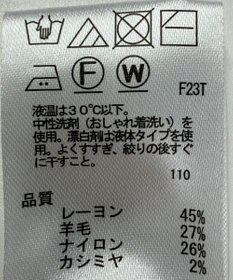 F W F23T
液温は30℃以下。
中性洗剤(おしゃれ着洗い)を
使用。漂白剤は液体タイプを使
用。よくすすぎ、絞りの後すぐ
に干すこと。
110
品質
レーヨン 45%
羊毛 27%
ナイロン 26%
カシミヤ 2%